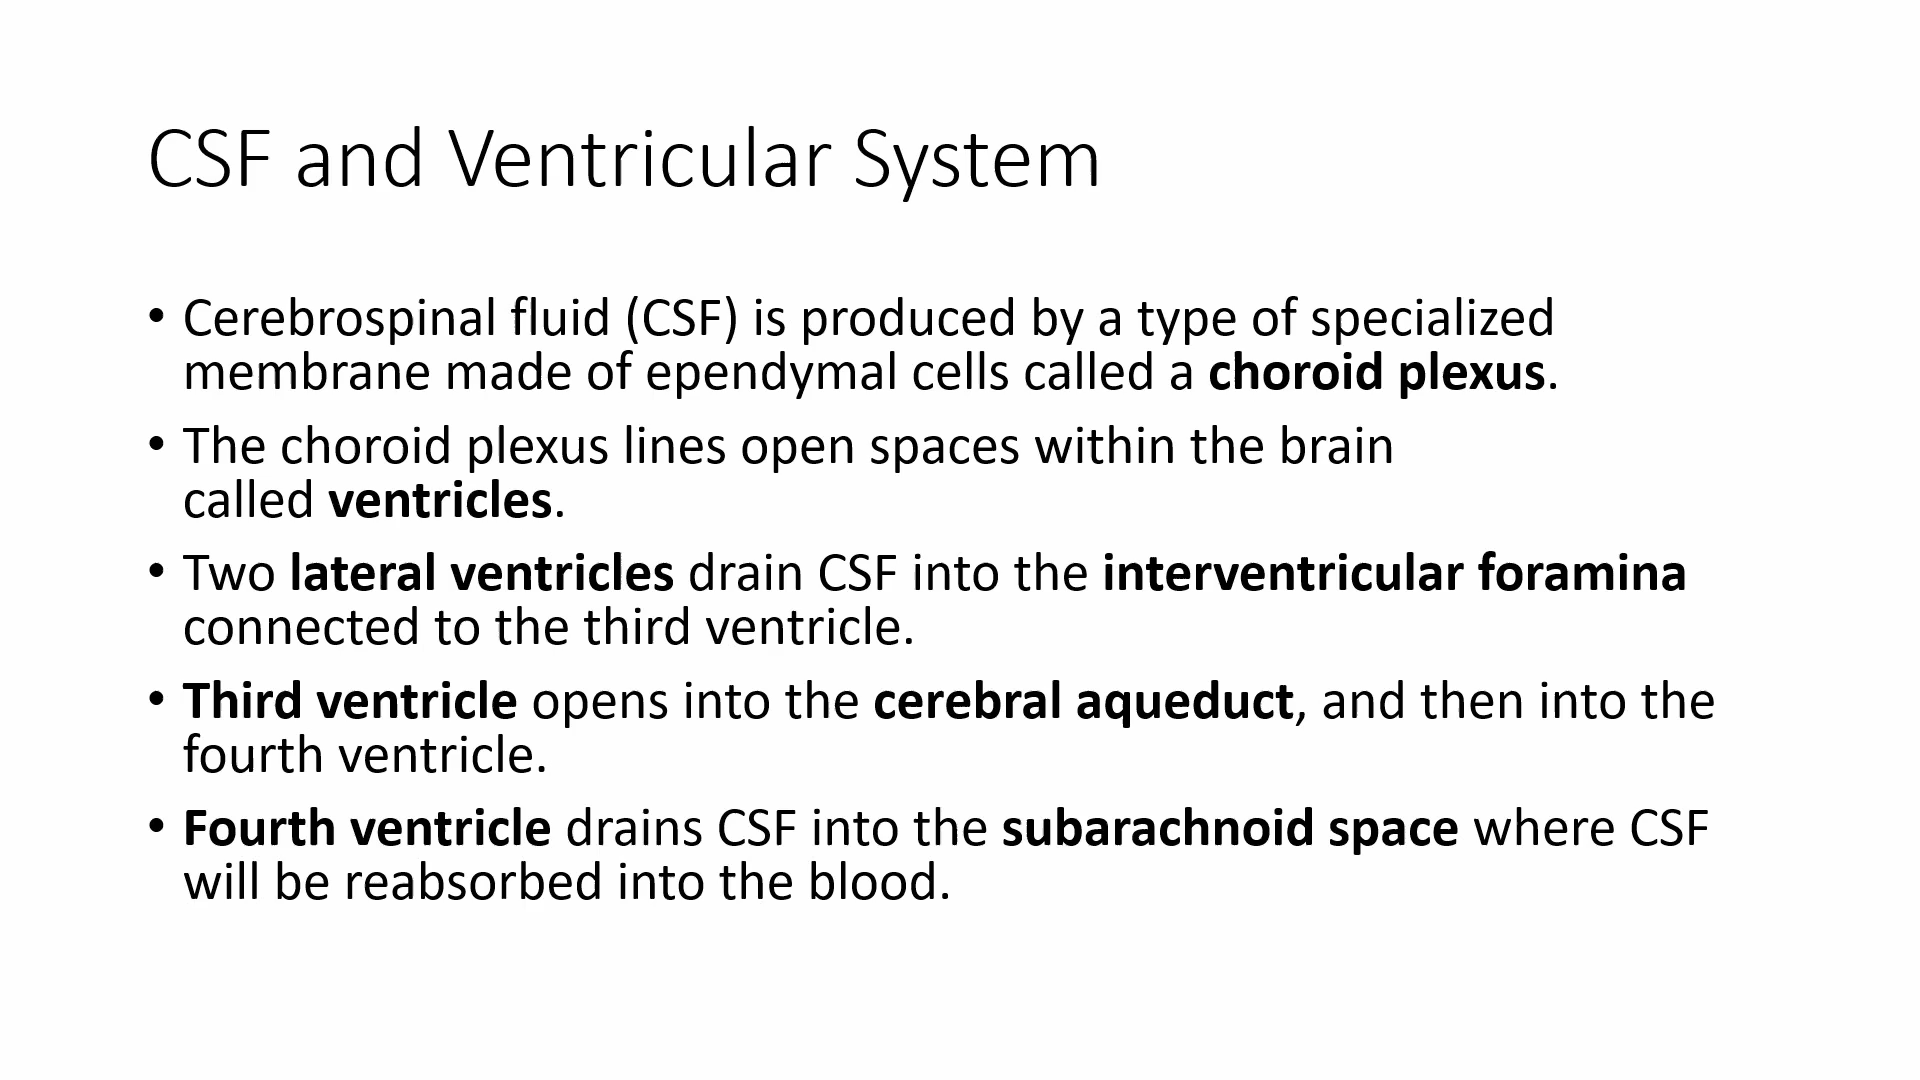 CSF and Ventricular System
• Cerebrospinal fluid (CSF) is produced by a type of specialized
membrane made of ependymal cells called a choroid plexus.
• The choroid plexus lines open spaces within the brain
called ventricles.
• Two lateral ventricles drain CSF into the interventricular foramina
connected to the third ventricle.
• Third ventricle opens into the cerebral aqueduct, and then into the
fourth ventricle.
• Fourth ventricle drains CSF into the subarachnoid space where CSF
will be reabsorbed into the blood.